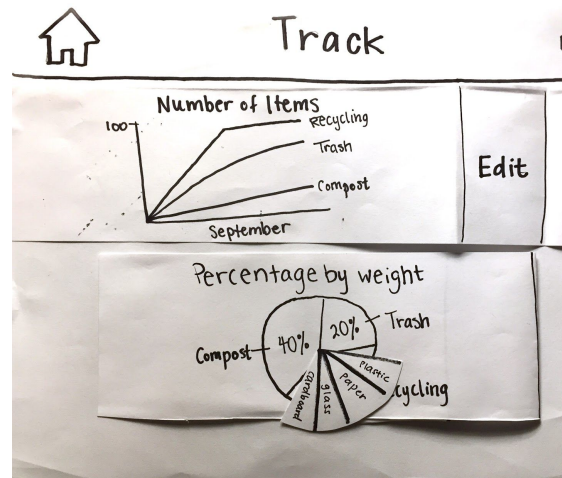 Track
Number of Items
100
Recycling
Trash
Compost
September
Edit
Percentage by weight
Compost
40%
20%
Trash
plastic
paper
glass
cardboard
cycling